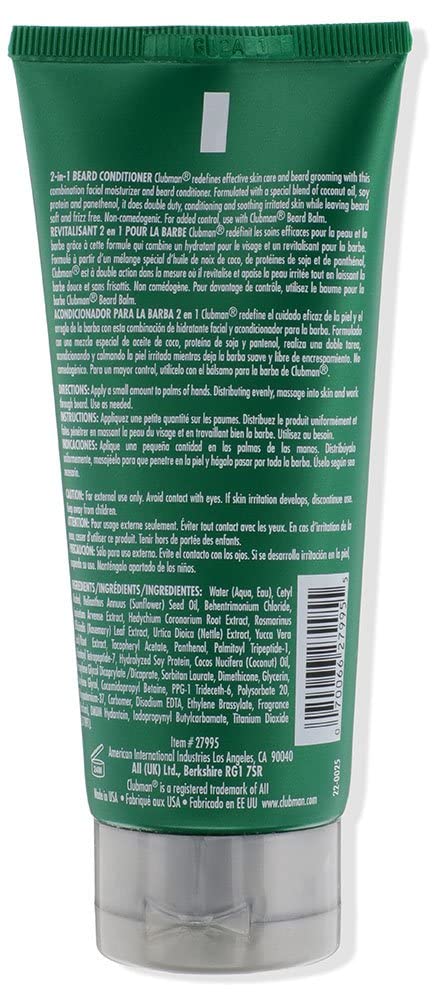 2-in-1 BEARD CONDITIONER Clubman® redefines effective skin care and beard grooming with this
combination facial moisturizer and beard conditioner. Formulated with a special blend of coconut oil, soy
protein and panethenol, it does double duty, conditioning and soothing irritated skin while leaving beard
soft and frizz free. Non-comedogenic. For added control, use with Clubman® Beard Balm.
REVITALISANT 2 en 1 POUR LA BARBE Clubman® redéfinit les soins efficaces pour la peau et la
barbe grâce à cette formule qui combine un hydratant pour le visage et un revitalisant pour la barbe.
Formulé à partir d'un mélange spécial d'huile de noix de coco, de protéines de soja et de panthénol,
Clubman® est à double action dans la mesure où il revitalise et apaise la peau irritée tout en laissant la
barbe douce et sans frisottis. Non comédogène. Pour davantage de contrôle, utilisez le baume pour la
barbe Clubman® Beard Balm.
ACONDICIONADOR PARA LA BARBA 2 en 1 Clubman® redefine el cuidado eficaz de la piel y el
arreglo de la barba con esta combinación de hidratante facial y acondicionador para la barba. Formulado
con una mezcla especial de aceite de coco, proteína de soja y pantenol, realiza una doble tarea,
acondicionando y calmando la piel irritada mientras deja la barba suave y libre de encrespamiento. No
comedogénico. Para un mayor control, utilícelo con el bálsamo para la barba de Clubman®.
DIRECTIONS: Apply a small amount to palms of hands. Distributing evenly, massage into skin and work
through beard. Use as needed.
INSTRUCTIONS: Appliquez une petite quantité sur les paumes. Distribuez le produit uniformément et
faites pénétrer en massant la peau du visage et en travaillant bien la barbe. Utilisez au besoin.
INDICACIONES: Aplique una pequeña cantidad en las palmas de las manos. Distribúyalo
uniformemente, masajéela para que penetre en la piel y hágalo pasar por toda la barba. Úselo según sea
necesario.
CAUTION: For external use only. Avoid contact with eyes. If skin irritation develops, discontinue use.
Keep away from children.
ATTENTION: Pour usage externe seulement. Éviter tout contact avec les yeux. En cas d'irritation de la
peau, casser d'utiliser ce produit. Tenir hors de portée des enfants.
PRECAUCIÓN: Solo para uso externo. Evite el contacto con los ojos. Si se desarrolla irritación en la piel,
suspenda su uso. Manténgalo apartado de los niños.
INGREDIENTS/INGRÉDIENTS/INGREDIENTES: Water (Aqua, Eau), Cetyl
Helianthus Annuus (Sunflower) Seed Oil, Behentrimonium Chloride,
Arvense Extract, Hedychium Coronarium Root Extract, Rosmarinus
(Rosemary) Leaf Extract, Urtica Dioica (Nettle) Extract, Yucca Vera
Root Extract, Tocopheryl Acetate, Panthenol, Palmitoyl Tripeptide-1,
Tetrapeptide-7, Hydrolyzed Soy Protein, Cocos Nucifera (Coconut) Oil,
Glycol Dicaprylate/Dicaprate, Sorbitan Laurate, Dimethicone, Glycerin,
Glycol, Cocamidopropyl Betaine, PPG-1 Trideceth-6, Polysorbate 20,
37, Carbomer, Disodium EDTA, Ethylene Brassylate, Fragrance
DMDM Hydantoin, Iodopropynyl Butylcarbamate, Titanium Dioxide
0 70066 27995 5
24M
Item # 27995
American International Industries Los Angeles, CA 90040
AII (UK) Ltd., Berkshire RG1 7SR
Clubman® is a registered trademark of AII
Made in USA • Fabriqué aux USA • Fabricado en EE UU • www.clubman.com
22-0025